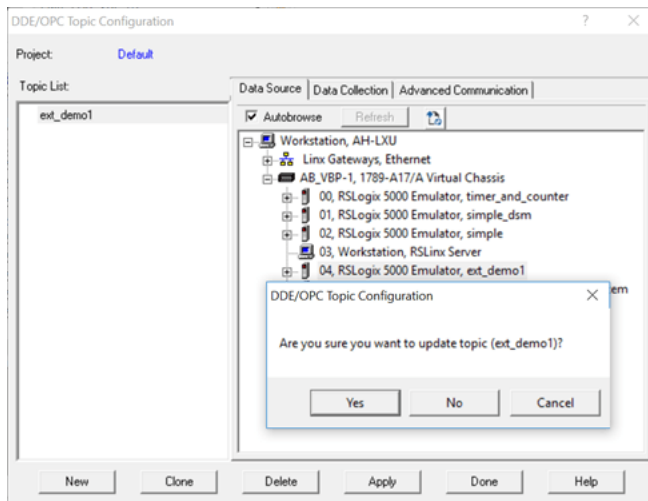 DDE/OPC Topic Configuration
Project: Default
Topic List:
ext_demo1
Data Source Data Collection Advanced Communication
Autobrowse Refresh
Workstation, AH-LXU
Linx Gateways, Ethernet
AB_VBP-1, 1789-A17/A Virtual Chassis
00, RSLogix 5000 Emulator, timer_and_counter
01, RSLogix 5000 Emulator, simple_dsm
02, RSLogix 5000 Emulator, simple
03, Workstation, RSLinx Server
04, RSLogix 5000 Emulator, ext_demo1
em
DDE/OPC Topic Configuration
Are you sure you want to update topic (ext_demo1)?
Yes No Cancel
New Clone Delete Apply Done Help